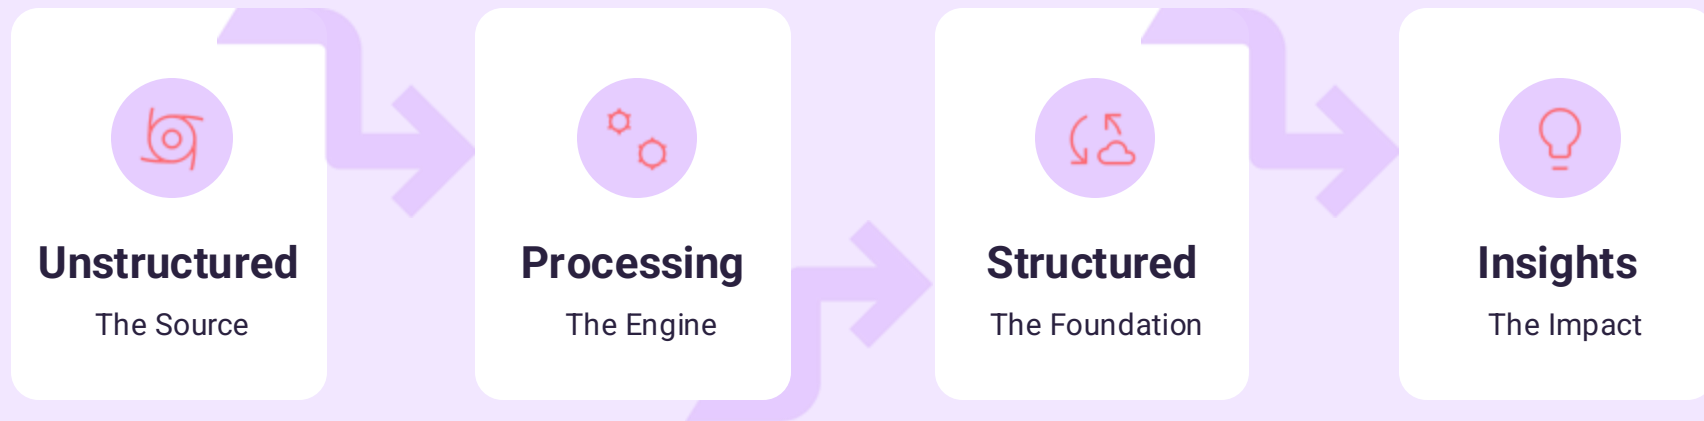 Unstructured
The Source
Processing
The Engine
Structured
The Foundation
Insights
The Impact